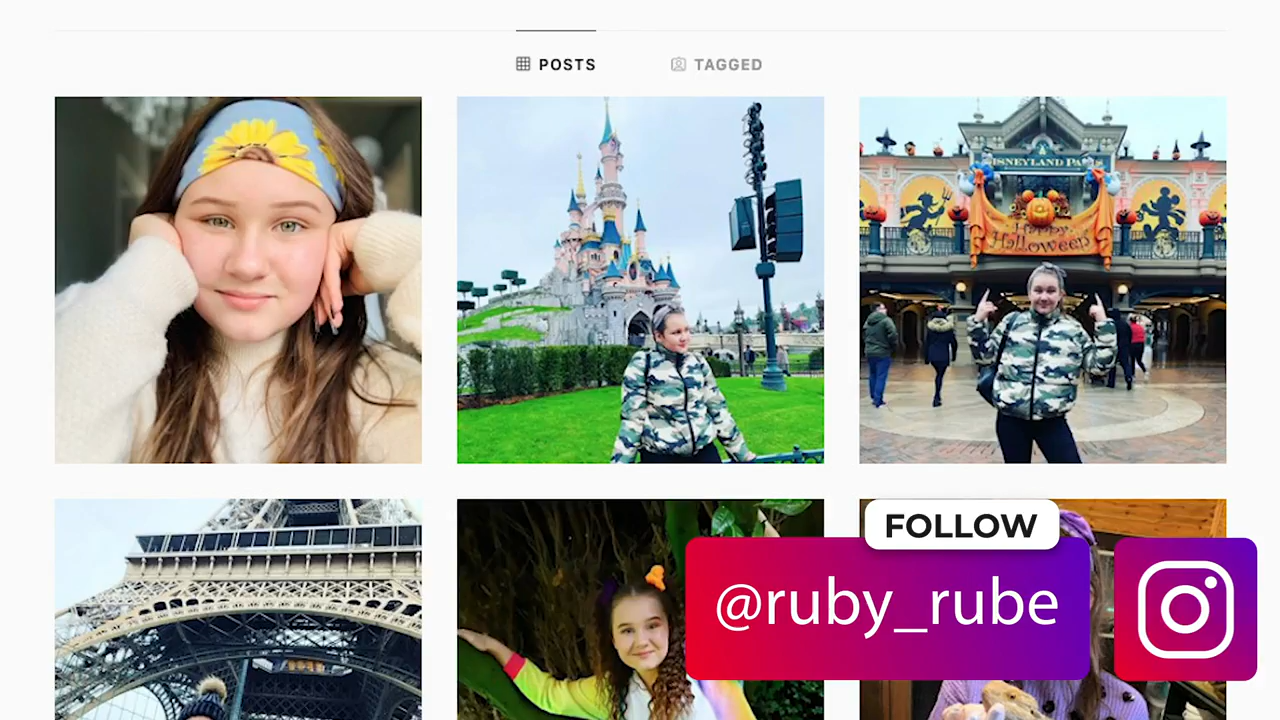 POSTS
TAGGED
DISNEYLAND PARIS
Happy
Halloween
FOLLOW
@ruby_rube